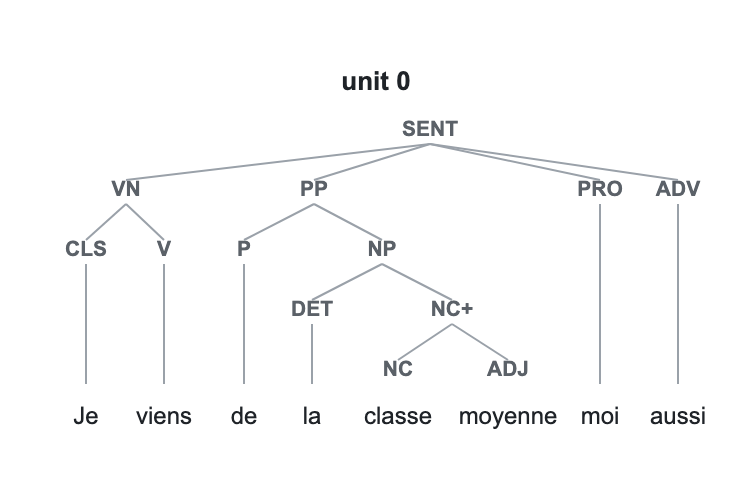 unit 0
SENT
VN PP PRO ADV
CLS V P NP
DET NC+
NC ADJ
Je viens de la classe moyenne moi aussi